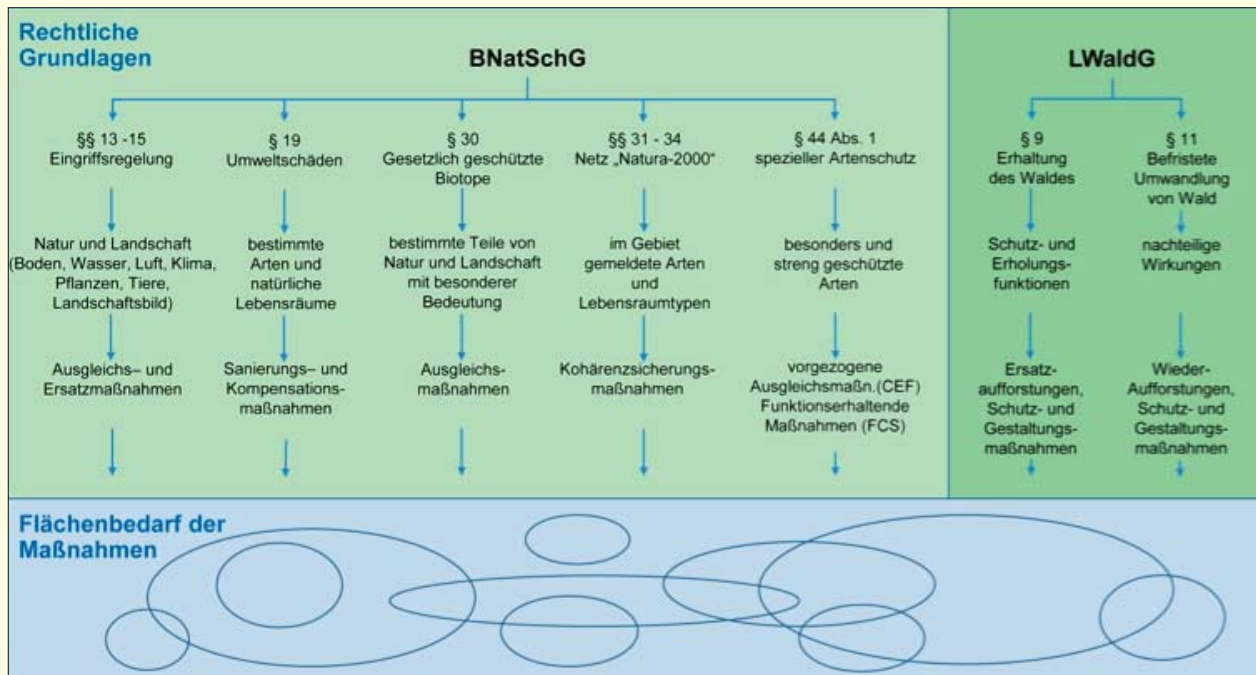 Rechtliche
Grundlagen
BNatSchG
LWaldG
§§ 13 -15
Eingriffsregelung
§ 19
Umweltschäden
§ 30
Gesetzlich geschützte
Biotope
§§ 31 - 34
Netz „Natura-2000“
§ 44 Abs. 1
spezieller Artenschutz
§ 9
Erhaltung
des Waldes
§ 11
Befristete
Umwandlung
von Wald
Natur und Landschaft
(Boden, Wasser, Luft, Klima,
Pflanzen, Tiere,
Landschaftsbild)
bestimmte
Arten und
natürliche
Lebensräume
bestimmte Teile von
Natur und Landschaft
mit besonderer
Bedeutung
im Gebiet
gemeldete Arten
und
Lebensraumtypen
besonders und
streng geschützte
Arten
Schutz- und
Erholungs-
funktionen
nachteilige
Wirkungen
Ausgleichs– und
Ersatzmaßnahmen
Sanierungs– und
Kompensations-
maßnahmen
Ausgleichs-
maßnahmen
Kohärenzsicherungs-
maßnahmen
vorgezogene
Ausgleichsmaßn.(CEF)
Funktionserhaltende
Maßnahmen (FCS)
Ersatz-
aufforstungen,
Schutz- und
Gestaltungs-
maßnahmen
Wieder-
Aufforstungen,
Schutz- und
Gestaltungs-
maßnahmen
Flächenbedarf der
Maßnahmen